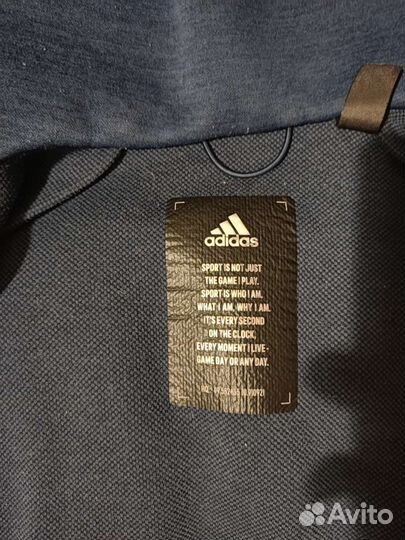 adidas
SPORT IS NOT JUST
THE GAME I PLAY.
SPORT IS WHO I AM,
WHAT I AM, WHY I AM.
IT'S EVERY SECOND
ON THE CLOCK,
EVERY MOMENT I LIVE -
GAME DAY OR ANY DAY.
Avito